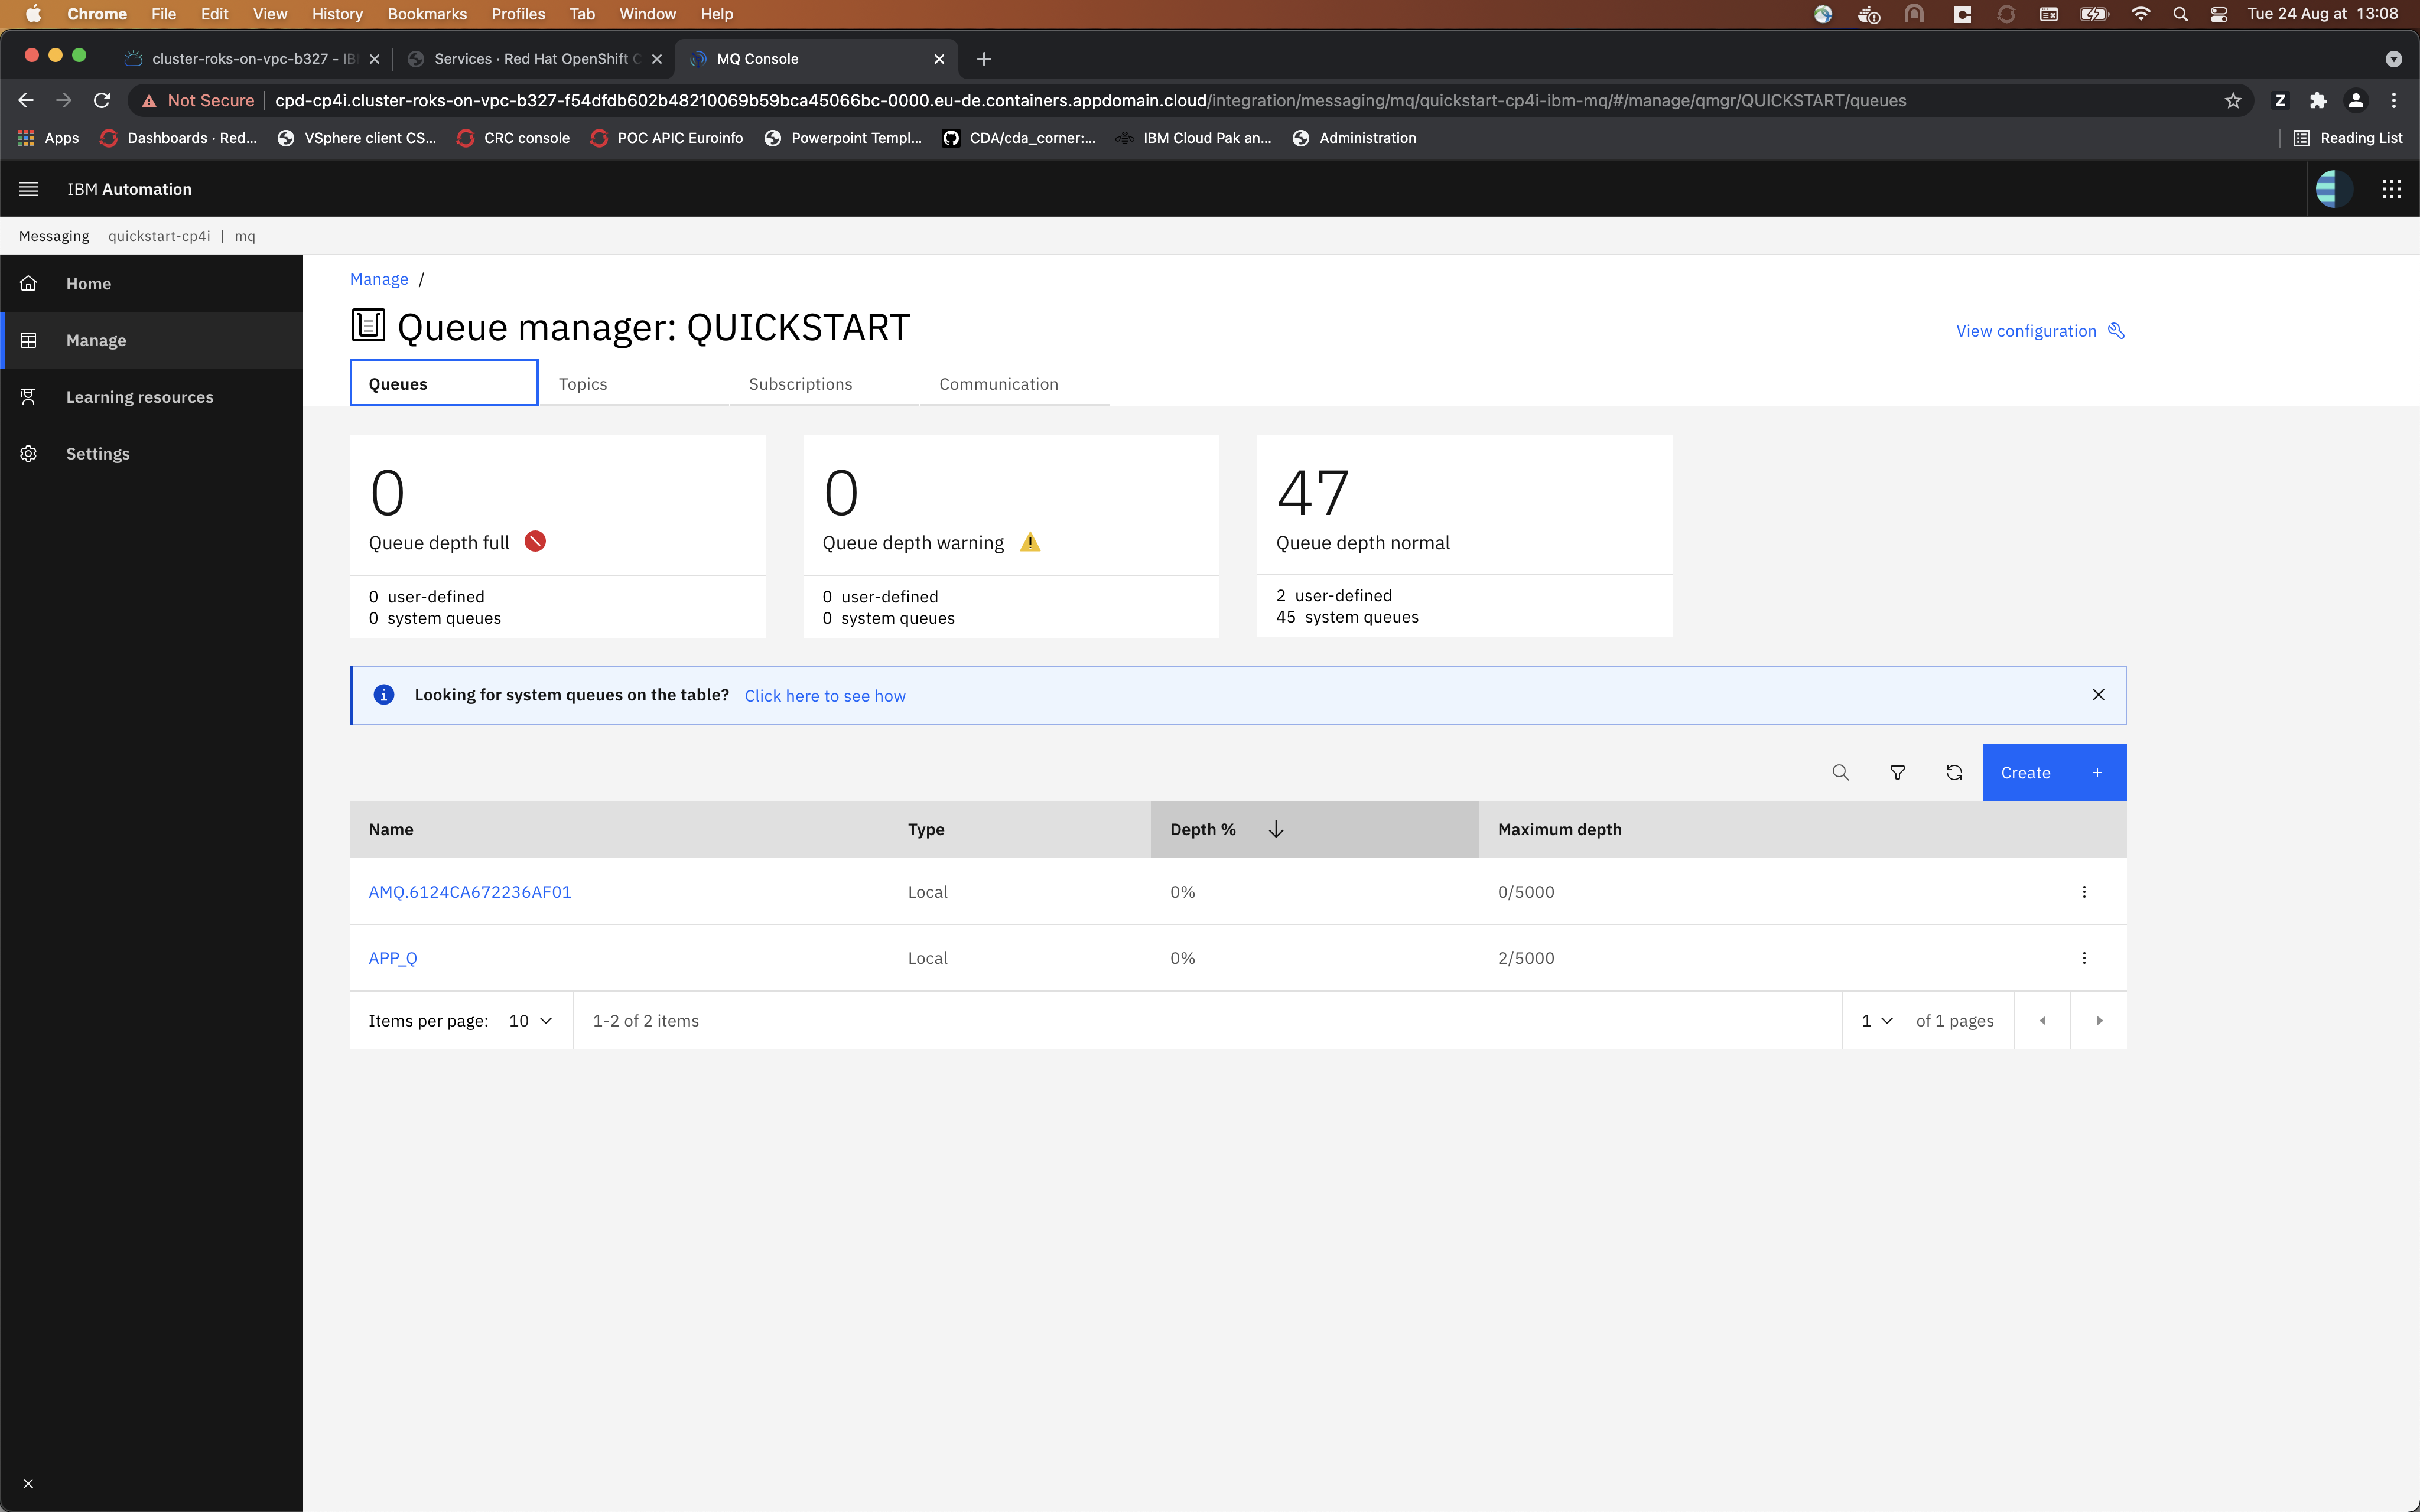 Chrome File Edit View History Bookmarks Profiles Tab Window Help Tue 24 Aug at 13:08
cluster-roks-on-vpc-b327 - IB Services · Red Hat OpenShift C MQ Console
Not Secure cpd-cp4i.cluster-roks-on-vpc-b327-f54dfdb602b48210069b59bca45066bc-0000.eu-de.containers.appdomain.cloud/integration/messaging/mq/quickstart-cp4i-ibm-mq/#/manage/qmgr/QUICKSTART/queues
Apps Dashboards · Red... VSphere client CS... CRC console POC APIC Euroinfo Powerpoint Templ... CDA/cda_corner:... IBM Cloud Pak an... Administration Reading List
IBM Automation
Messaging quickstart-cp4i | mq
Home
Manage
Learning resources
Settings
Manage /
Queue manager: QUICKSTART
View configuration
Queues Topics Subscriptions Communication
0 0 47
Queue depth full Queue depth warning Queue depth normal
0 user-defined 0 user-defined 2 user-defined
0 system queues 0 system queues 45 system queues
Looking for system queues on the table? Click here to see how
Create +
Name Type Depth % Maximum depth
AMQ.6124CA672236AF01 Local 0% 0/5000
APP_Q Local 0% 2/5000
Items per page: 10 1-2 of 2 items 1 of 1 pages